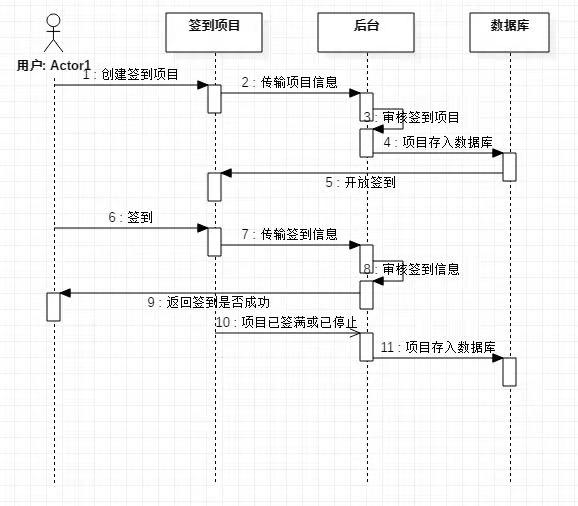 签到项目
后台
数据库
用户: Actor1
1 : 创建签到项目
2 : 传输项目信息
3 : 审核签到项目
4 : 项目存入数据库
5 : 开放签到
6 : 签到
7 : 传输签到信息
8 : 审核签到信息
9 : 返回签到是否成功
10 : 项目已签满或已停止
11 : 项目存入数据库